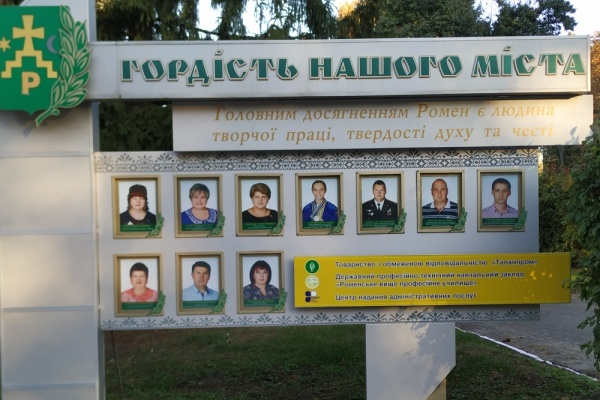 Р
ГОРДІСТЬ НАШОГО МІСТА
Головним досягненням Ромен є людина
творчої праці, твердості духу та честі.
Товариство з обмеженою відповідальністю «Таланпром»
Державний професійно-технічний навчальний заклад
«Роменське вище професійне училище»
Центр надання адміністративних послуг